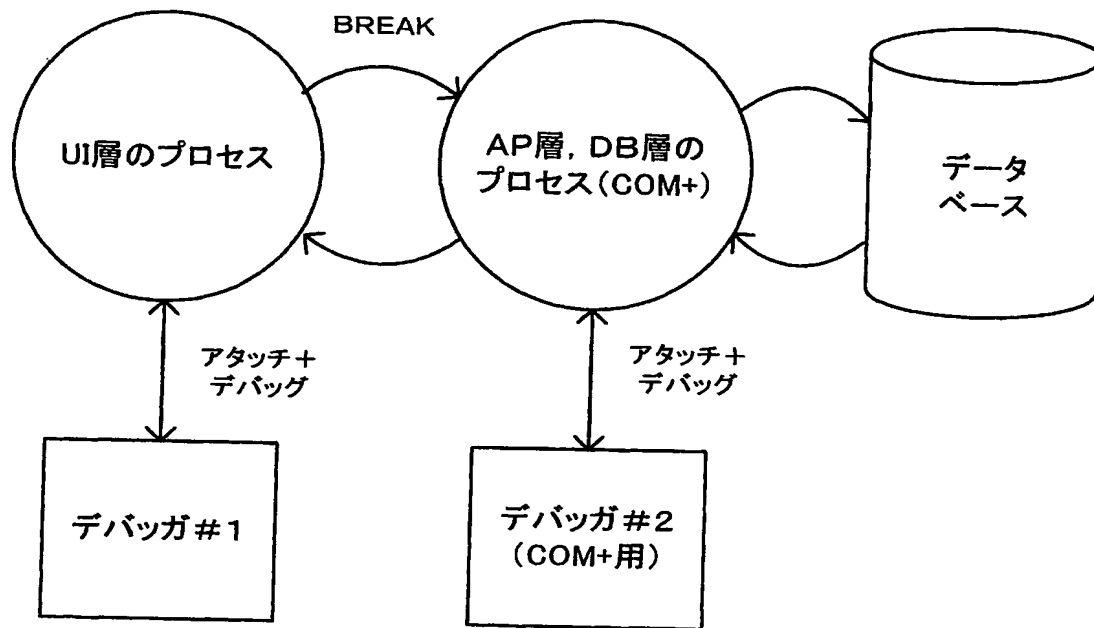 BREAK
UI層のプロセス
AP層，DB層の
プロセス（COM+）
データ
ベース
アタッチ＋
デバッグ
アタッチ＋
デバッグ
デバッガ＃1
デバッガ＃2
（COM+用）